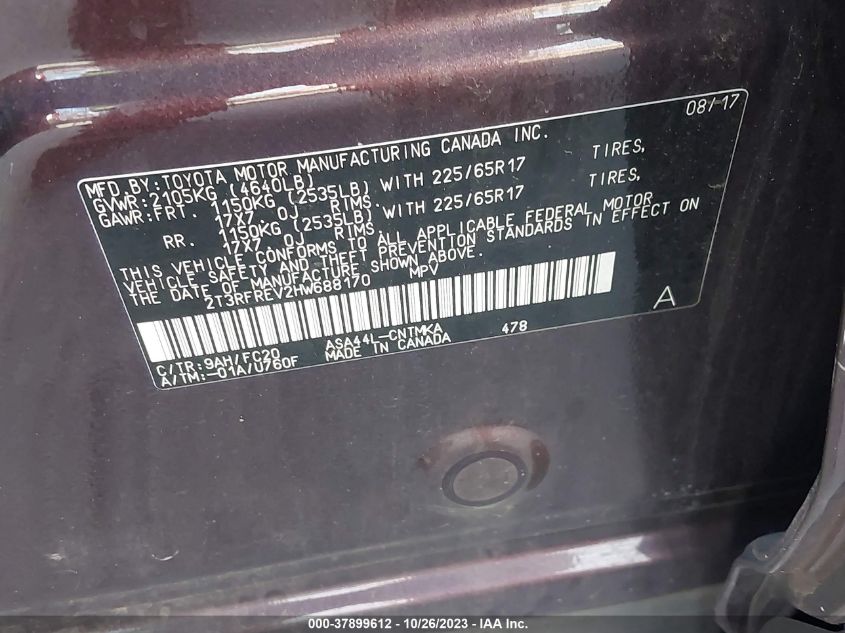 08/17
MFD.BY:TOYOTA MOTOR MANUFACTURING CANADA INC.
GVWR:2105KG (4640LB)
GAWR:FRT. 1150KG (2535LB) WITH 225/65R17 TIRES,
17X7.0J RIMS,
RR. 1150KG (2535LB) WITH 225/65R17 TIRES,
17X7.0J RIMS,
THIS VEHICLE CONFORMS TO ALL APPLICABLE FEDERAL MOTOR
VEHICLE SAFETY AND THEFT PREVENTION STANDARDS IN EFFECT ON
THE DATE OF MANUFACTURE SHOWN ABOVE.
2T3RFREV2HW688170 MPV
A
C/TR:9AH/FC20 ASA44L-CNTMKA 478
A/TM:-01A/U760F MADE IN CANADA
000-37899612 - 10/26/2023 - © IAA Inc.